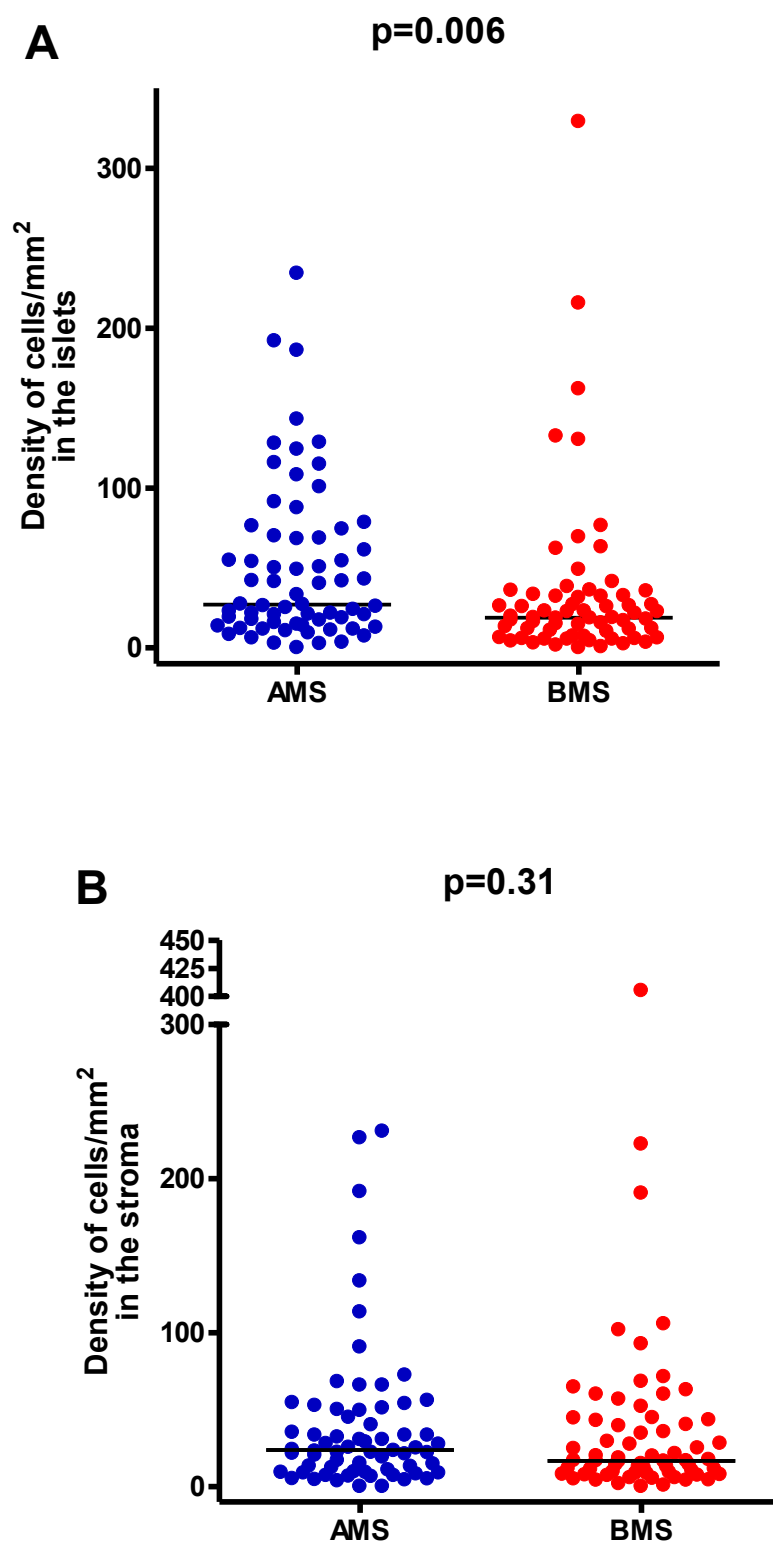 A
p=0.006
Density of cells/mm²
in the islets
300
200
100
0
AMS
BMS
B
p=0.31
Density of cells/mm²
in the stroma
450
425
400
300
200
100
0
AMS
BMS